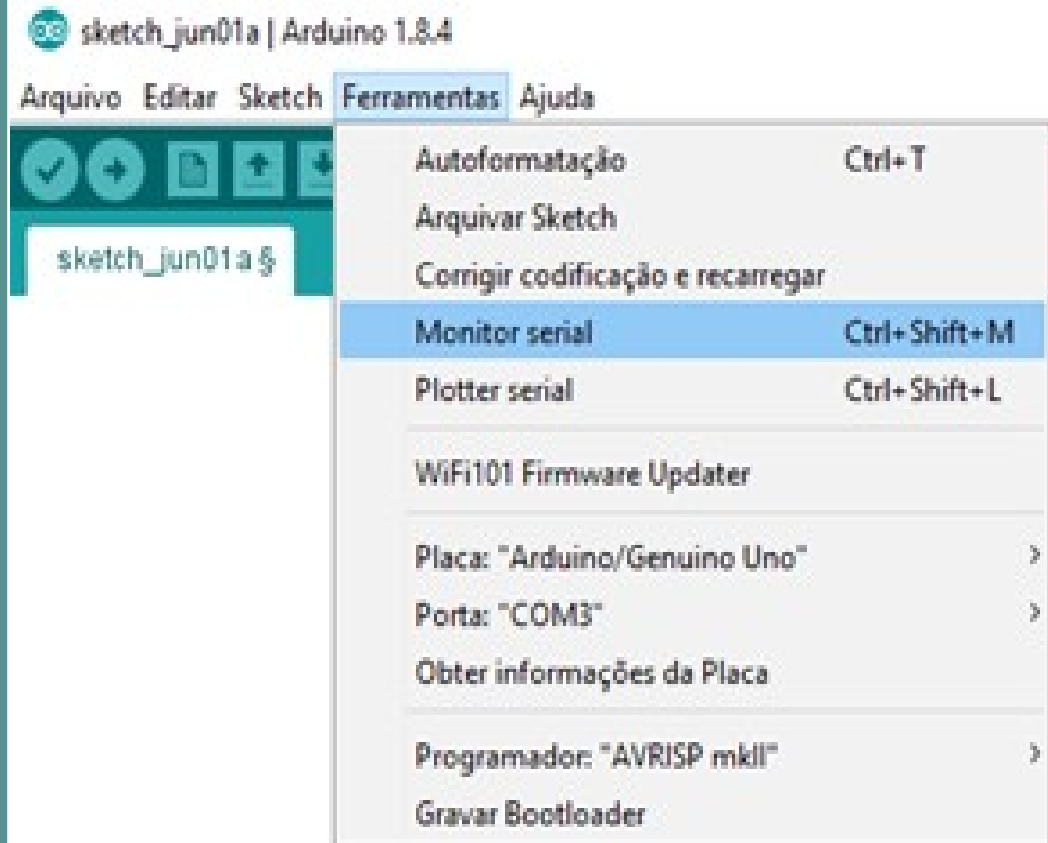 sketch_jun01a | Arduino 1.8.4
Arquivo Editar Sketch Ferramentas Ajuda
sketch_jun01a §
Autoformatação Ctrl+T
Arquivar Sketch
Corrigir codificação e recarregar
Monitor serial Ctrl+Shift+M
Plotter serial Ctrl+Shift+L
WiFi101 Firmware Updater
Placa: "Arduino/Genuino Uno"
Porta: "COM3"
Obter informações da Placa
Programador: "AVRISP mkII"
Gravar Bootloader